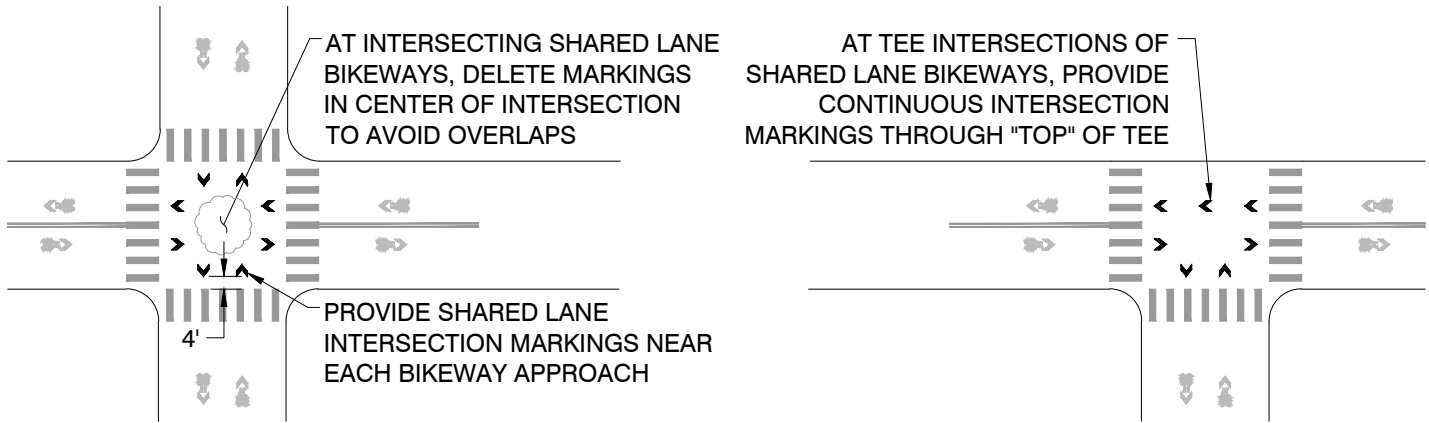 AT INTERSECTING SHARED LANE
BIKEWAYS, DELETE MARKINGS
IN CENTER OF INTERSECTION
TO AVOID OVERLAPS
4'
PROVIDE SHARED LANE
INTERSECTION MARKINGS NEAR
EACH BIKEWAY APPROACH
AT TEE INTERSECTIONS OF
SHARED LANE BIKEWAYS, PROVIDE
CONTINUOUS INTERSECTION
MARKINGS THROUGH "TOP" OF TEE